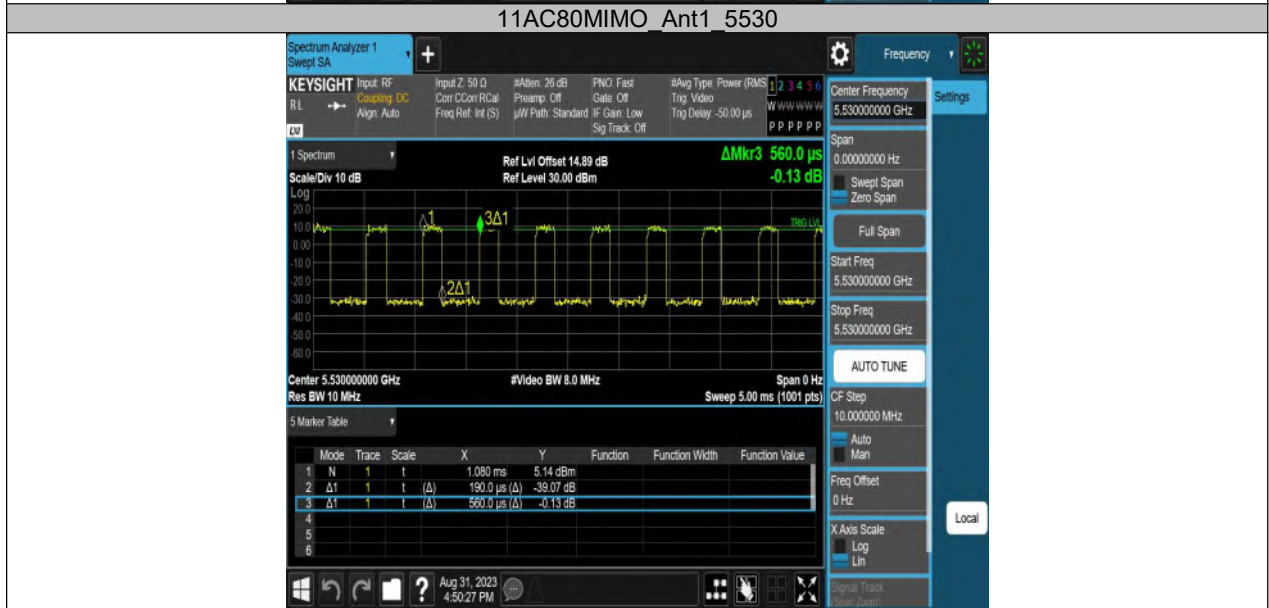 11AC80MIMO_Ant1_5530
Spectrum Analyzer 1
Swept SA
+
Frequency
KEYSIGHT
RL
LXI
Input: RF
Coupling: DC
Align: Auto
Input Z: 50 Ω
Corr CCorr RCal
Freq Ref: Int (S)
#Atten: 26 dB
Preamp: Off
µW Path: Standard
PNO: Fast
Gate: Off
IF Gain: Low
Sig Track: Off
#Avg Type: Power (RMS
Trig: Video
Trig Delay: -50.00 µs
1 2 3 4 5 6
W W W W W W
P P P P P P
1 Spectrum
Scale/Div 10 dB
Log
Ref Lvl Offset 14.89 dB
Ref Level 30.00 dBm
ΔMkr3 560.0 µs
-0.13 dB
20.0
10.0
0.00
-10.0
-20.0
-30.0
-40.0
-50.0
-60.0
1
3Δ1
2Δ1
TRIG LVL
Center 5.530000000 GHz
Res BW 10 MHz
#Video BW 8.0 MHz
Span 0 Hz
Sweep 5.00 ms (1001 pts)
5 Marker Table
Mode Trace Scale X Y Function Function Width Function Value
1 N 1 t 1.080 ms 5.14 dBm
2 Δ1 1 t (Δ) 190.0 µs (Δ) -39.07 dB
3 Δ1 1 t (Δ) 560.0 µs (Δ) -0.13 dB
4
5
6
Center Frequency
5.530000000 GHz
Settings
Span
0.00000000 Hz
Swept Span
Zero Span
Full Span
Start Freq
5.530000000 GHz
Stop Freq
5.530000000 GHz
AUTO TUNE
CF Step
10.000000 MHz
Auto
Man
Freq Offset
0 Hz
X Axis Scale
Log
Lin
Local
Signal Track
(Span Zoom)
?
Aug 31, 2023
4:50:27 PM